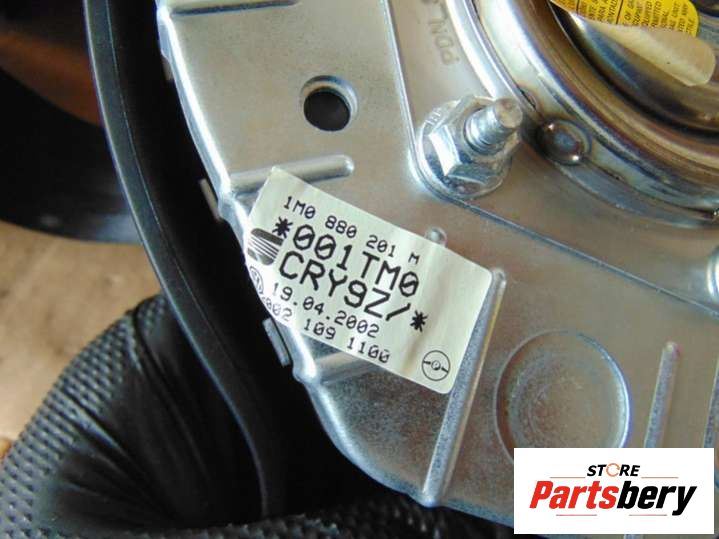 1M0 880 201 M
*001TM0
CRY9Z/*
19.04.2002
002 109 1100
STORE
Partsbery